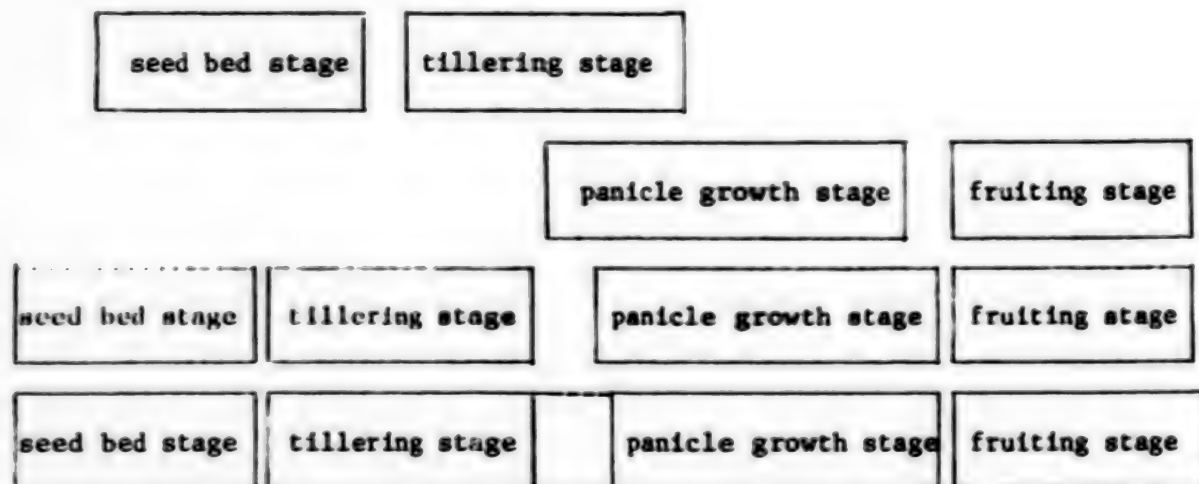 seed bed stage tillering stage
panicle growth stage fruiting stage
seed bed stage tillering stage panicle growth stage fruiting stage
seed bed stage tillering stage panicle growth stage fruiting stage